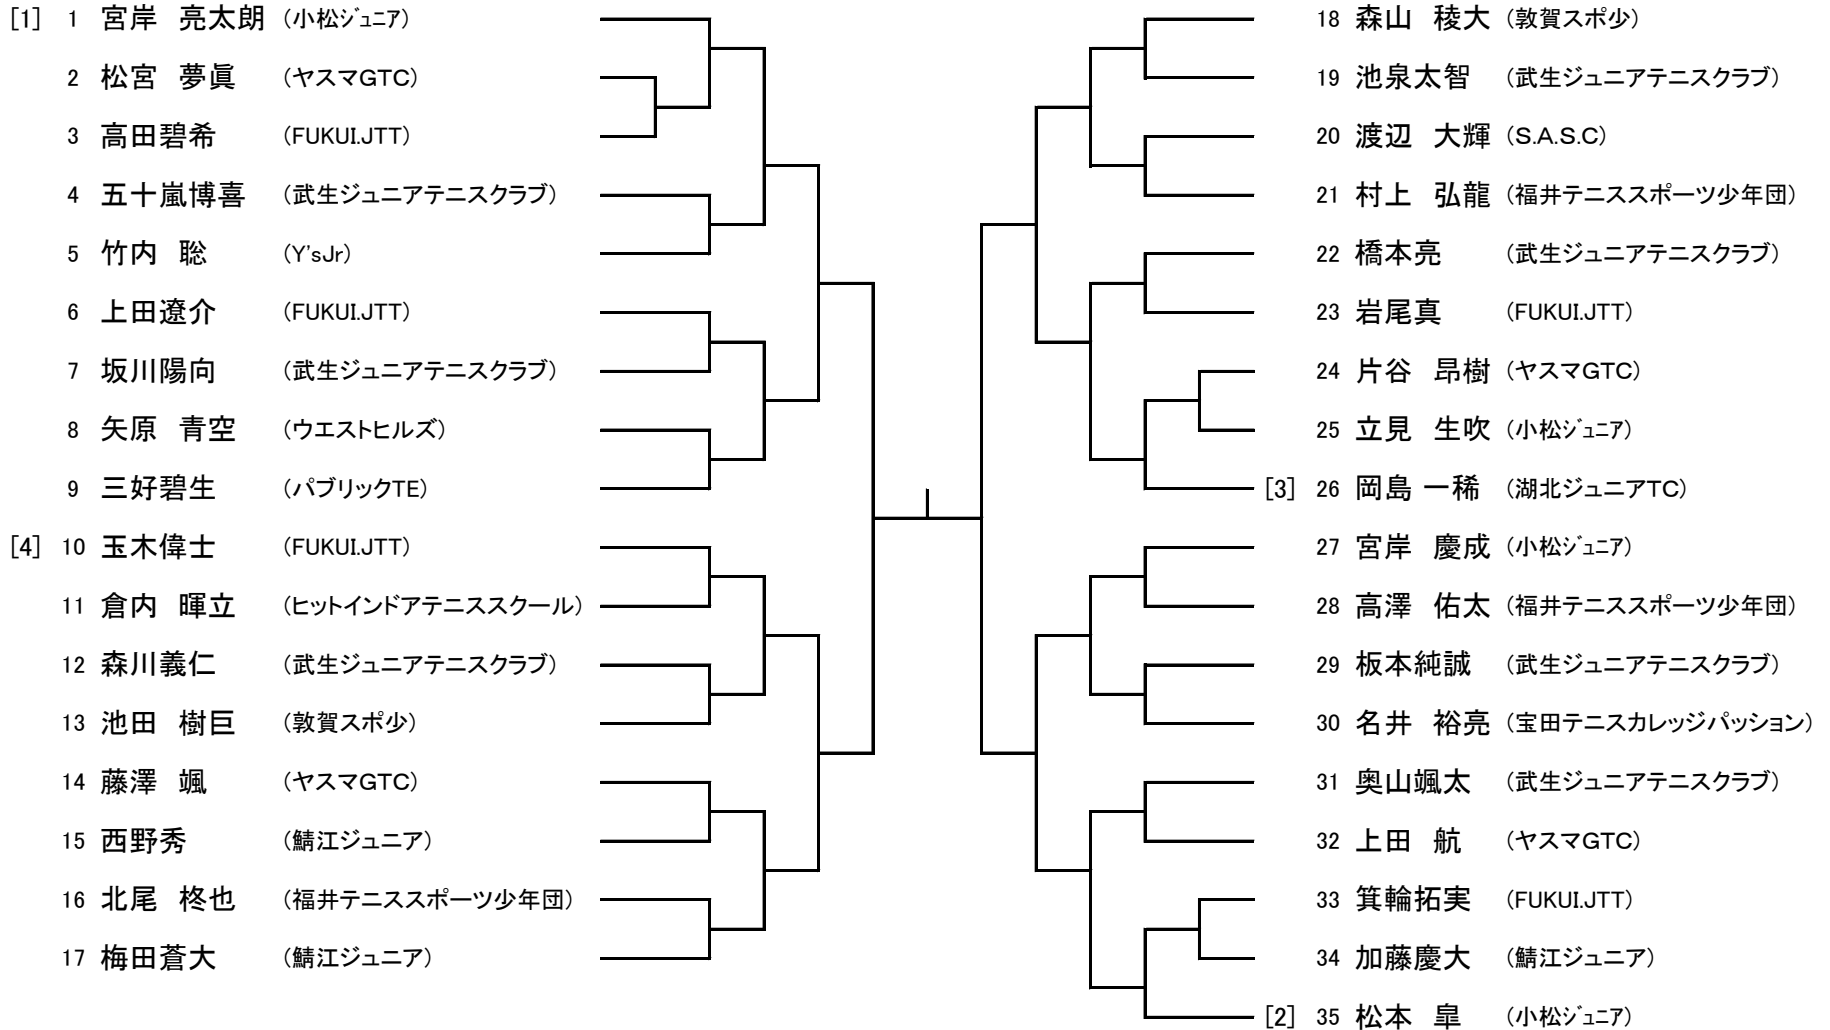 [1] 1 宮岸　亮太朗 (小松ｼﾞｭﾆｱ)
2 松宮　夢眞 (ヤスマGTC)
3 高田碧希 (FUKUI.JTT)
4 五十嵐博喜 (武生ジュニアテニスクラブ)
5 竹内　聡 (Y'sJr)
6 上田遼介 (FUKUI.JTT)
7 坂川陽向 (武生ジュニアテニスクラブ)
8 矢原　青空 (ウエストヒルズ)
9 三好碧生 (パブリックTE)
[4] 10 玉木偉士 (FUKUI.JTT)
11 倉内　暉立 (ヒットインドアテニススクール)
12 森川義仁 (武生ジュニアテニスクラブ)
13 池田　樹巨 (敦賀スポ少)
14 藤澤　颯 (ヤスマGTC)
15 西野秀 (鯖江ジュニア)
16 北尾　柊也 (福井テニススポーツ少年団)
17 梅田蒼大 (鯖江ジュニア)
18 森山　稜大 (敦賀スポ少)
19 池泉太智 (武生ジュニアテニスクラブ)
20 渡辺　大輝 (S.A.S.C)
21 村上　弘龍 (福井テニススポーツ少年団)
22 橋本亮 (武生ジュニアテニスクラブ)
23 岩尾真 (FUKUI.JTT)
24 片谷　昂樹 (ヤスマGTC)
25 立見　生吹 (小松ｼﾞｭﾆｱ)
[3] 26 岡島 一稀 (湖北ジュニアTC)
27 宮岸　慶成 (小松ｼﾞｭﾆｱ)
28 高澤　佑太 (福井テニススポーツ少年団)
29 板本純誠 (武生ジュニアテニスクラブ)
30 名井　裕亮 (宝田テニスカレッジパッション)
31 奥山颯太 (武生ジュニアテニスクラブ)
32 上田　航 (ヤスマGTC)
33 箕輪拓実 (FUKUI.JTT)
34 加藤慶大 (鯖江ジュニア)
[2] 35 松本　皐 (小松ｼﾞｭﾆｱ)